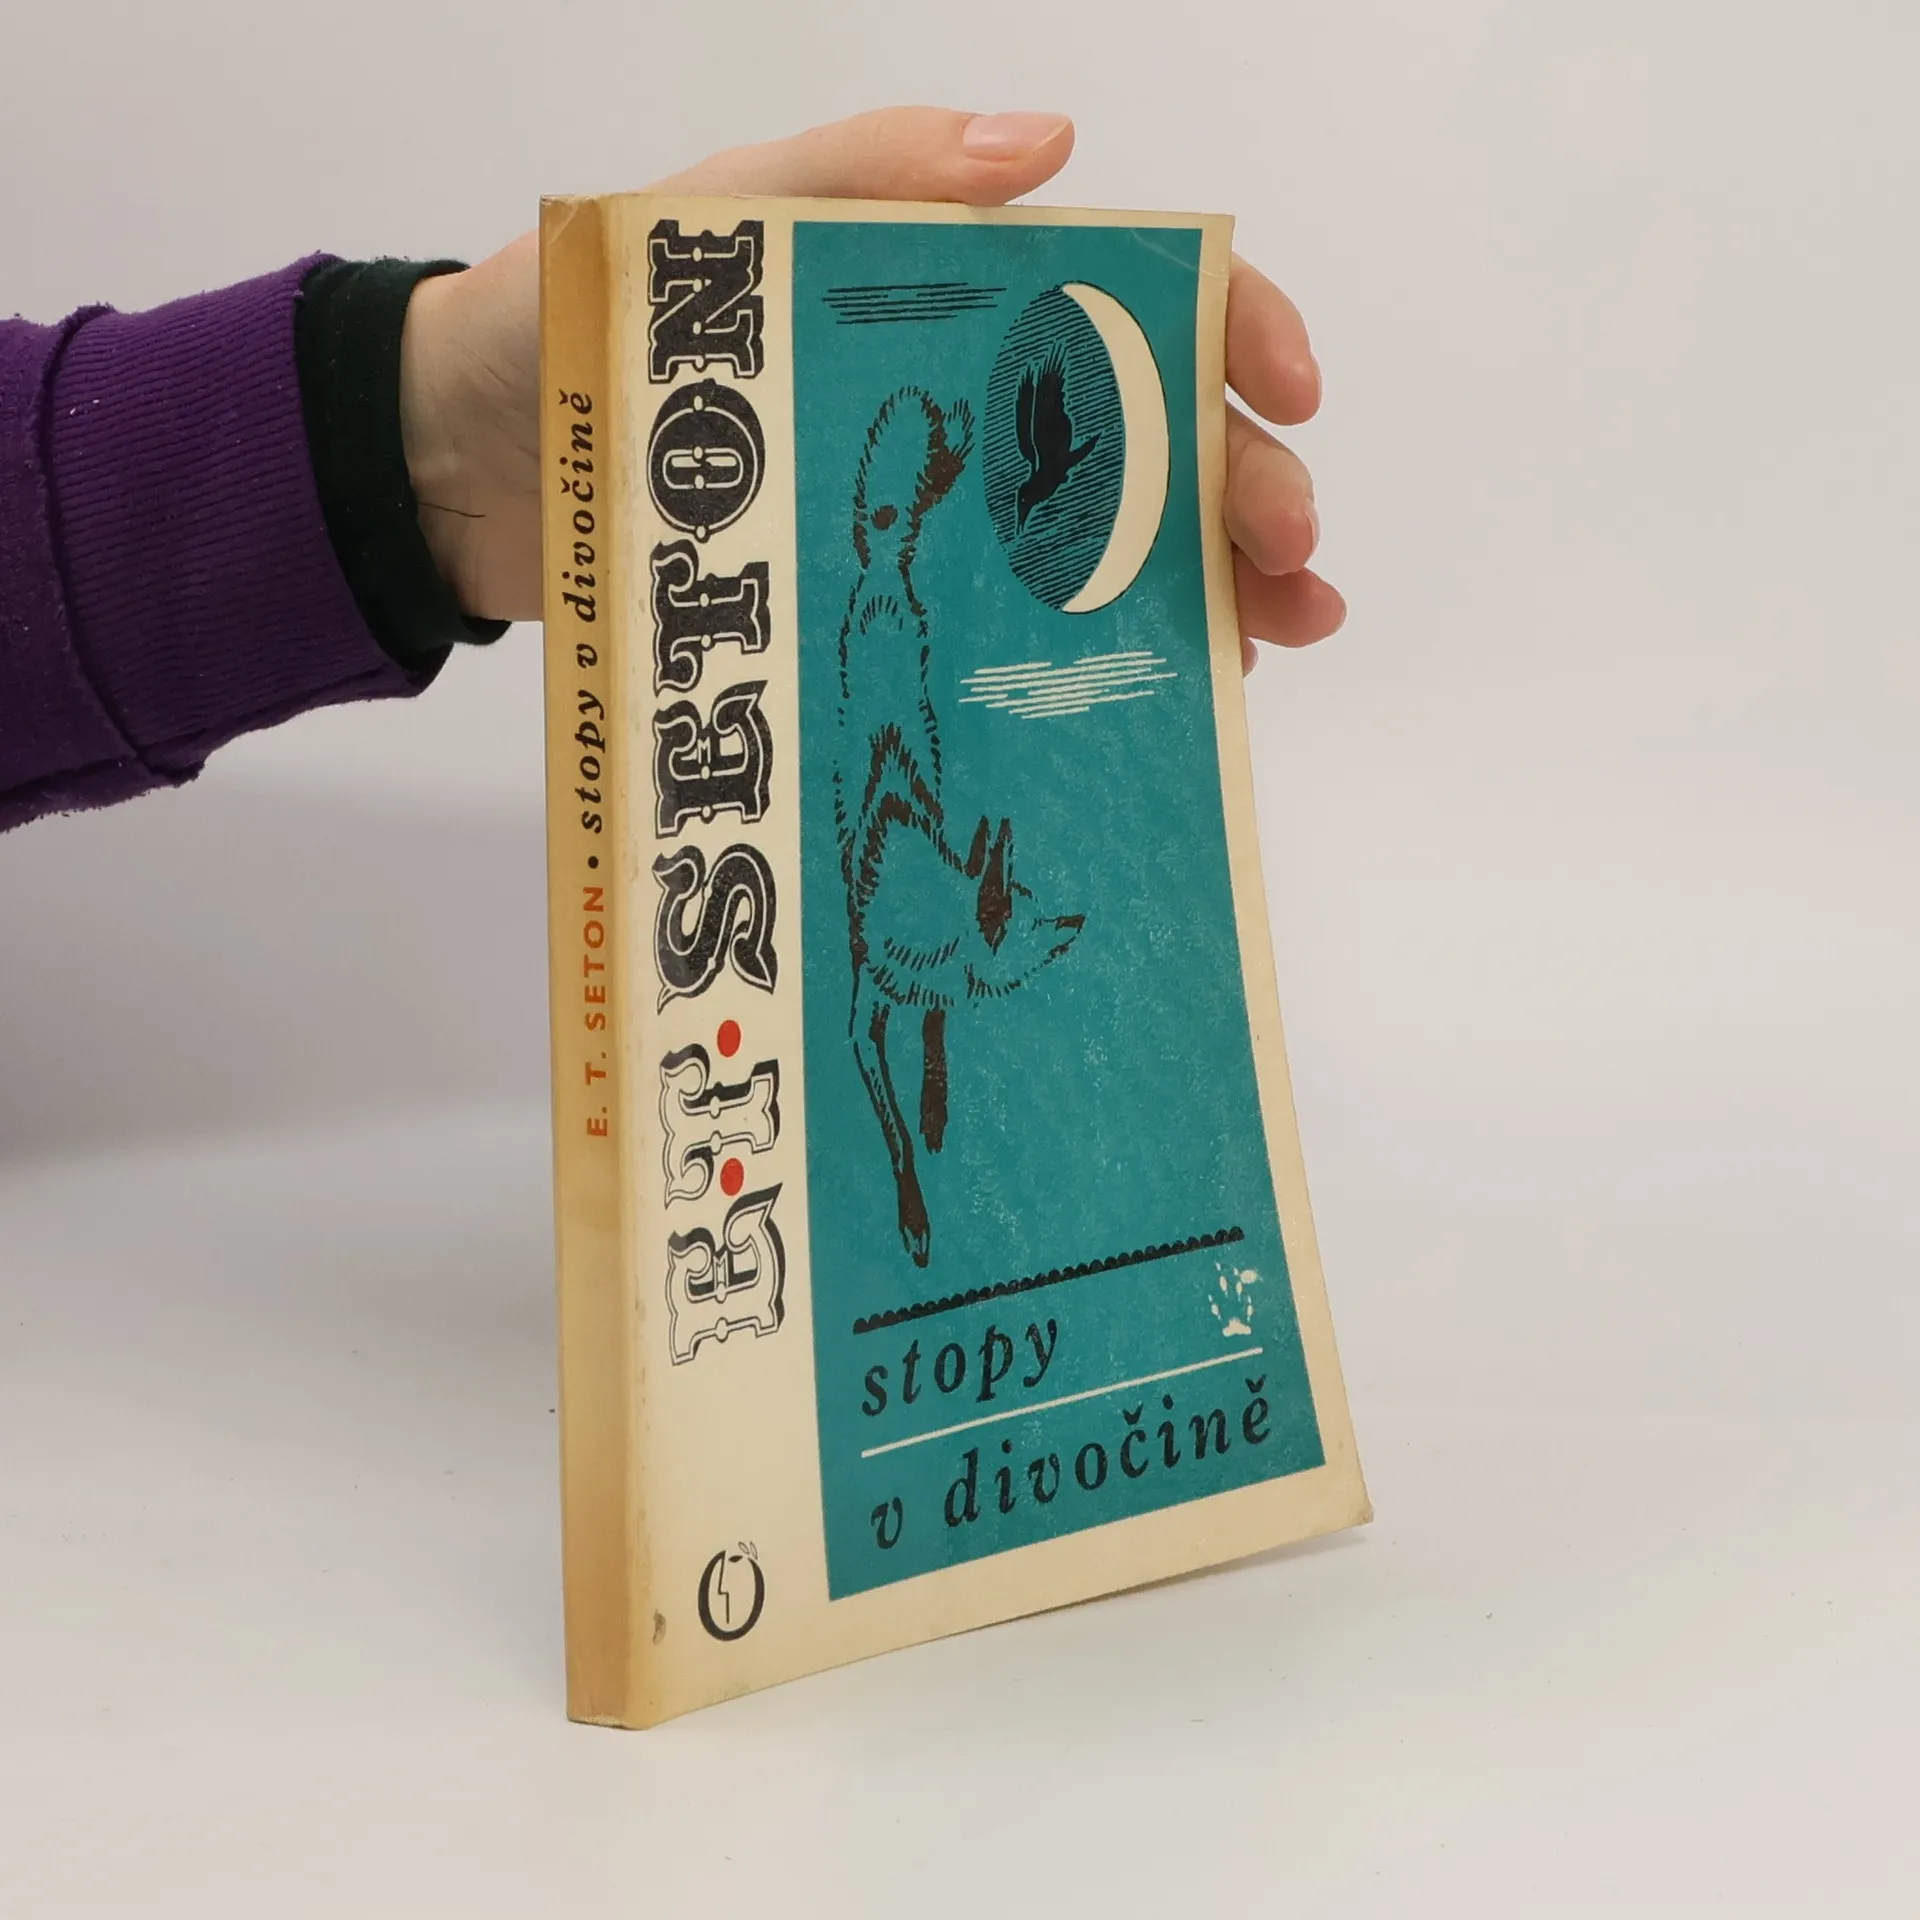 E. T. SETON • stopy v divočině
E. T. SETON
stopy
v divočině